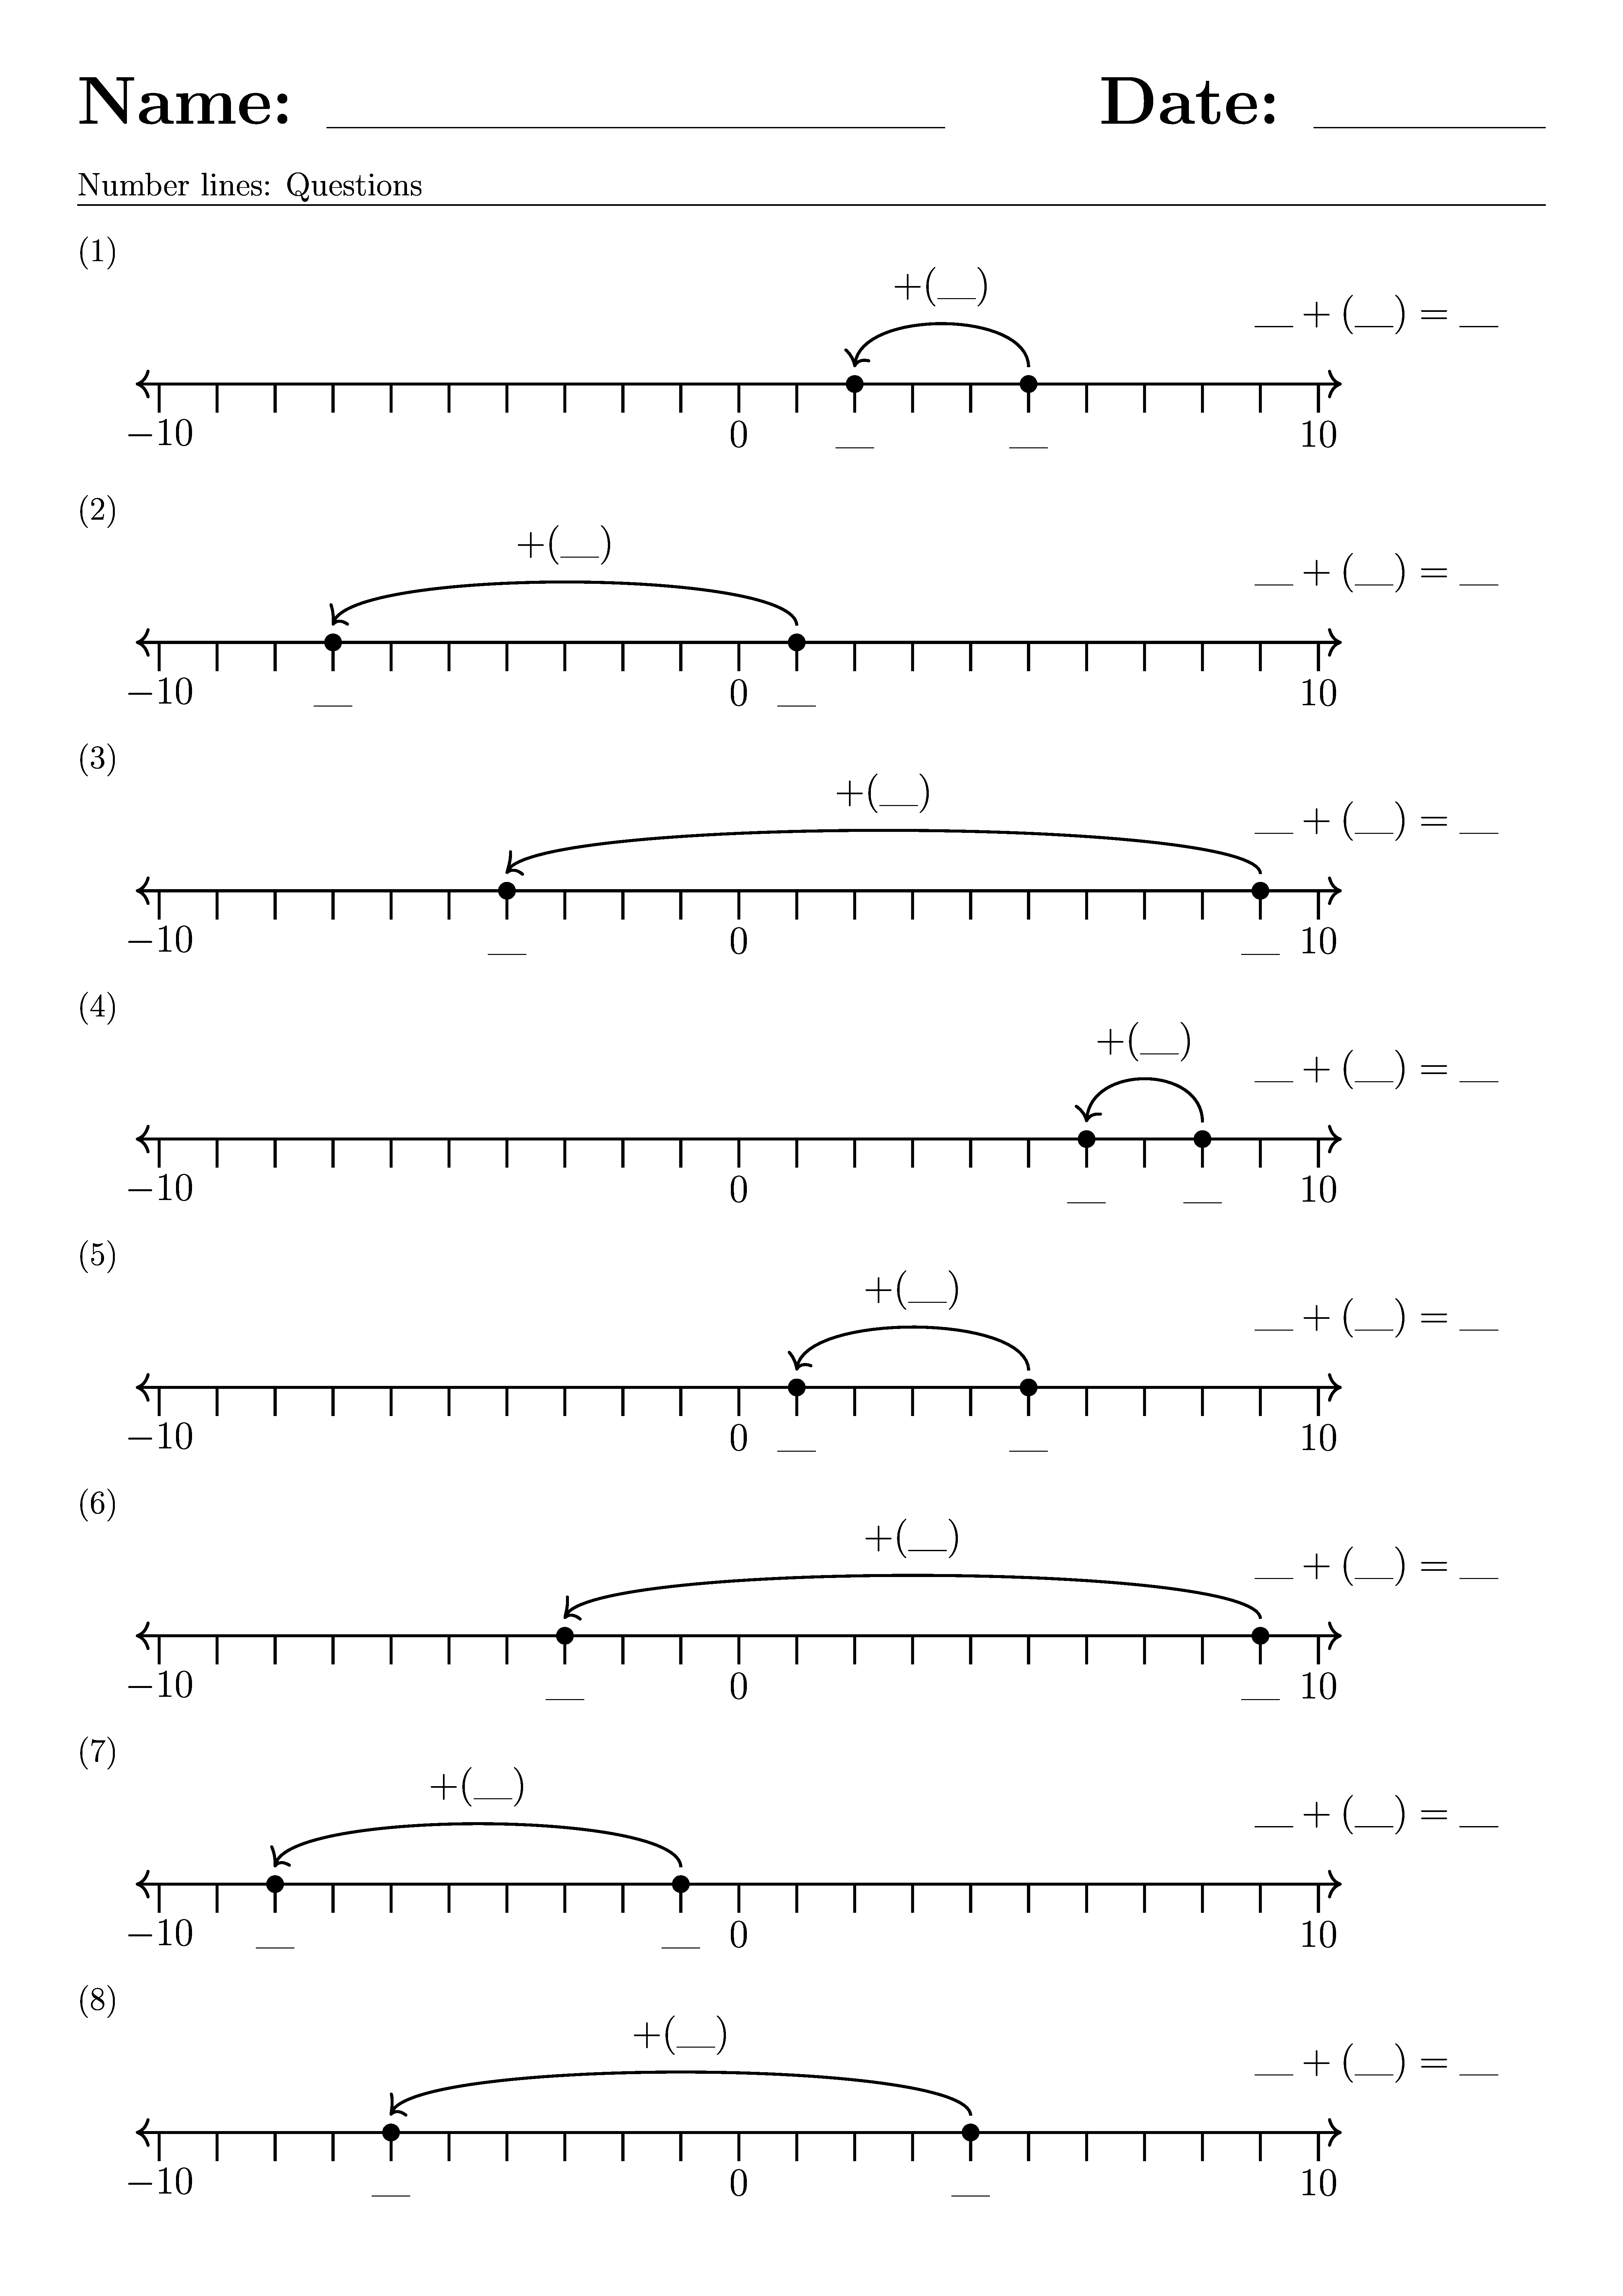 Name: ____ Date: ____
Number lines: Questions
(1)
+(__)
__ + (__) = __
−10 0 __ __ 10
(2)
+(__)
__ + (__) = __
−10 __ 0 __ 10
(3)
+(__)
__ + (__) = __
−10 __ 0 __ 10
(4)
+(__)
__ + (__) = __
−10 0 __ __ 10
(5)
+(__)
__ + (__) = __
−10 0 __ __ 10
(6)
+(__)
__ + (__) = __
−10 __ 0 __ 10
(7)
+(__)
__ + (__) = __
−10 __ __ 0 10
(8)
+(__)
__ + (__) = __
−10 __ 0 __ 10